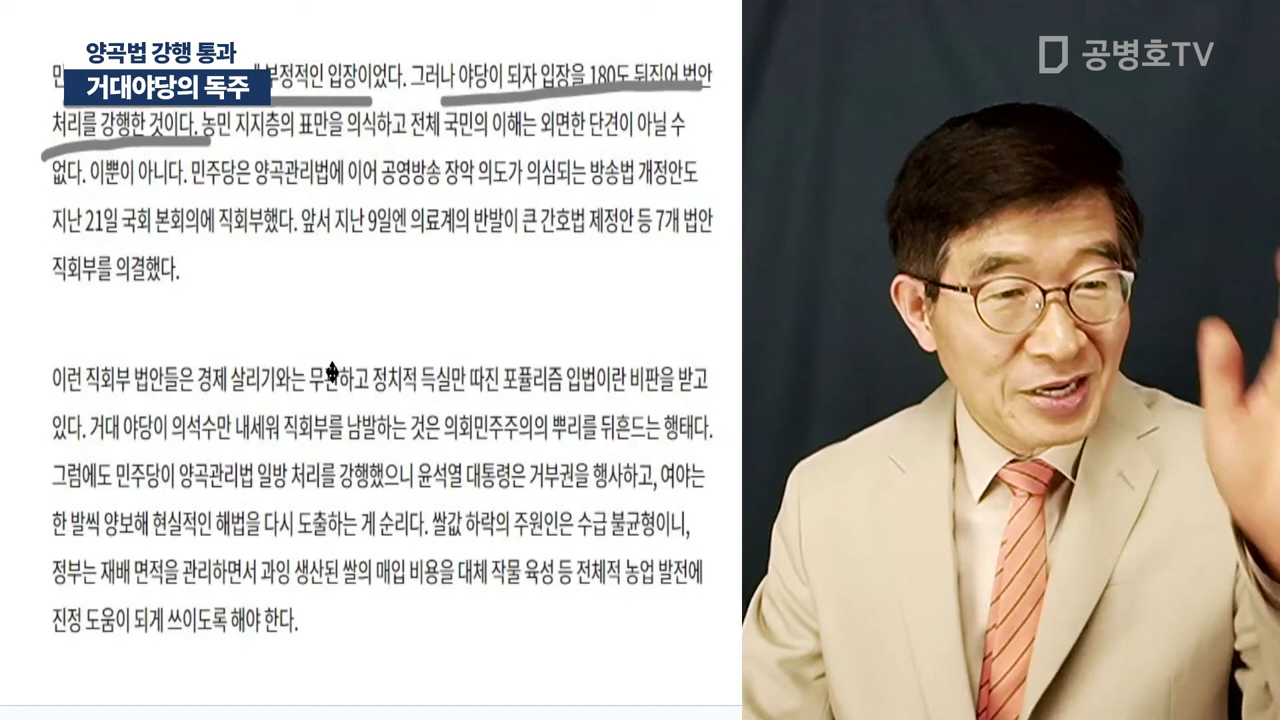 양곡법 강행 통과
거대야당의 독주
공병호TV
부정적인 입장이었다. 그러나 야당이 되자 입장을 180도 뒤집어 법안
처리를 강행한 것이다. 농민 지지층의 표만을 의식하고 전체 국민의 이해는 외면한 단견이 아닐 수
없다. 이뿐이 아니다. 민주당은 양곡관리법에 이어 공영방송 장악 의도가 의심되는 방송법 개정안도
지난 21일 국회 본회의에 직회부했다. 앞서 지난 9일엔 의료계의 반발이 큰 간호법 제정안 등 7개 법안
직회부를 의결했다.
이런 직회부 법안들은 경제 살리기와는 무관하고 정치적 득실만 따진 포퓰리즘 입법이란 비판을 받고
있다. 거대 야당이 의석수만 내세워 직회부를 남발하는 것은 의회민주주의의 뿌리를 뒤흔드는 행태다.
그럼에도 민주당이 양곡관리법 일방 처리를 강행했으니 윤석열 대통령은 거부권을 행사하고, 여야는
한 발씩 양보해 현실적인 해법을 다시 도출하는 게 순리다. 쌀값 하락의 주원인은 수급 불균형이니,
정부는 재배 면적을 관리하면서 과잉 생산된 쌀의 매입 비용을 대체 작물 육성 등 전체적 농업 발전에
진정 도움이 되게 쓰이도록 해야 한다.